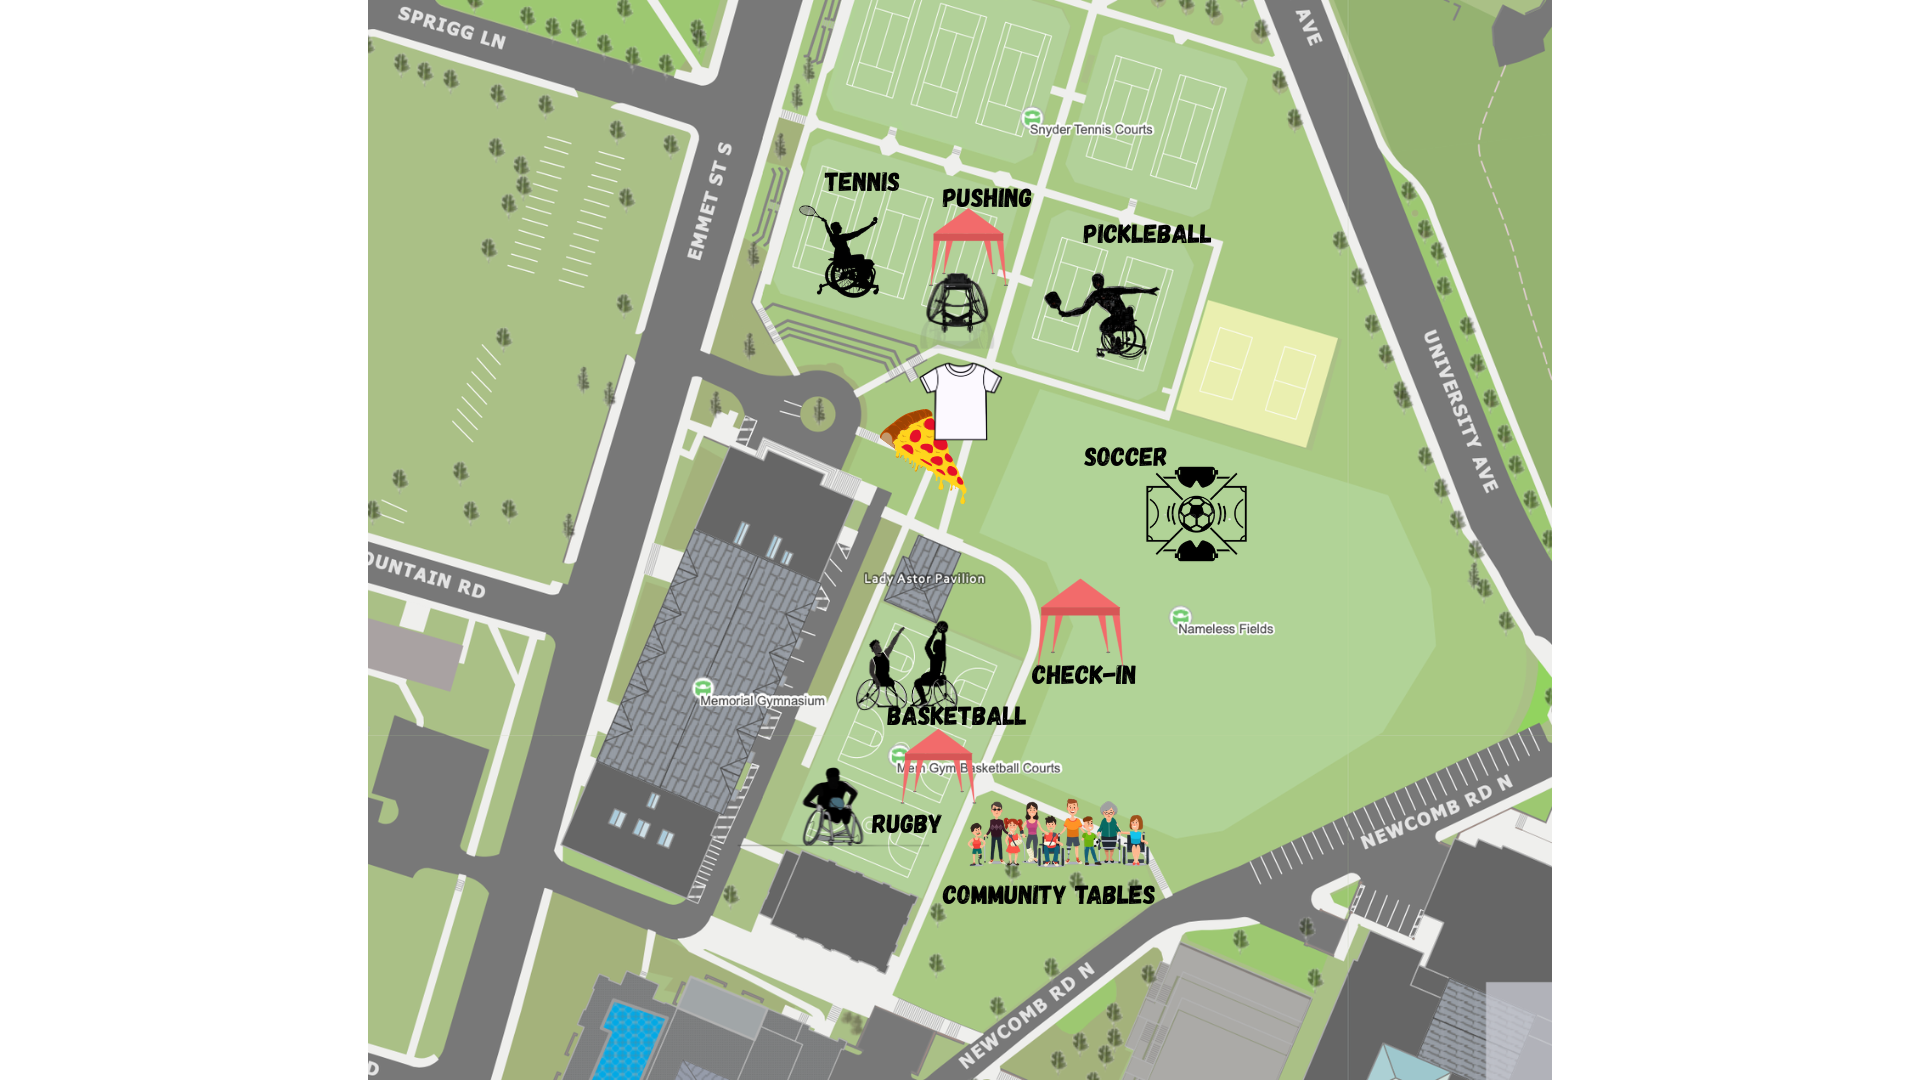 SPRIGG LN
AVE
Snyder Tennis Courts
EMMET ST S
TENNIS
PUSHING
PICKLEBALL
UNIVERSITY AVE
SOCCER
OUNTAIN RD
Lady Astor Pavilion
Nameless Fields
CHECK-IN
Memorial Gymnasium
BASKETBALL
Mem Gym Basketball Courts
RUGBY
NEWCOMB RD N
COMMUNITY TABLES
NEWCOMB RD N
D